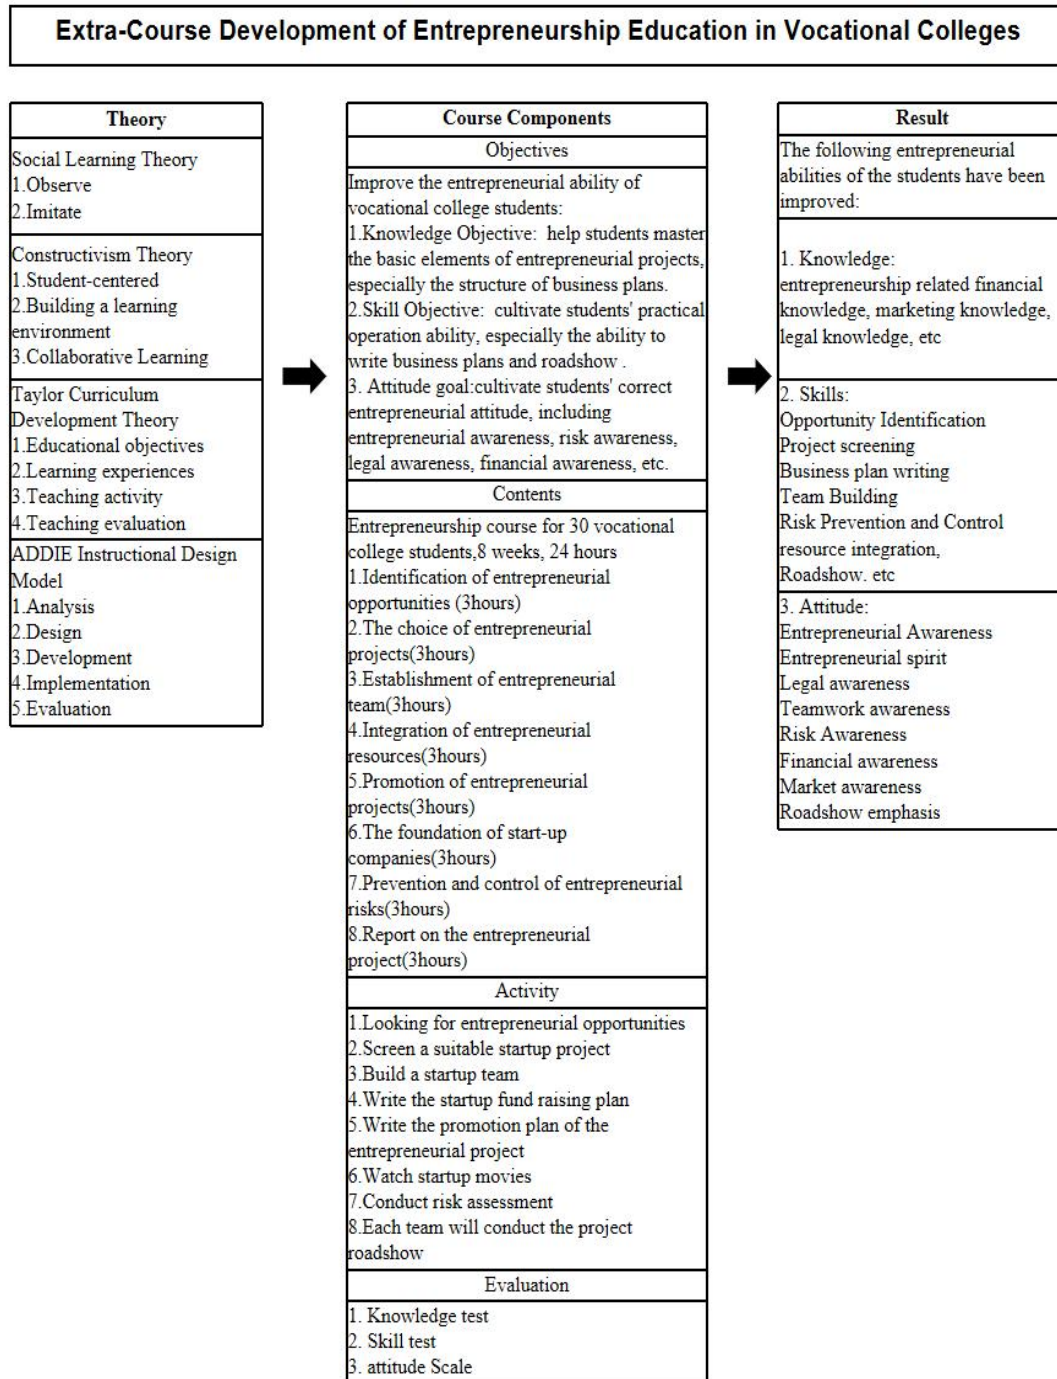 Extra-Course Development of Entrepreneurship Education in Vocational Colleges
Theory
Social Learning Theory
1.Observe
2.Imitate
Constructivism Theory
1.Student-centered
2.Building a learning
environment
3.Collaborative Learning
Taylor Curriculum
Development Theory
1.Educational objectives
2.Learning experiences
3.Teaching activity
4.Teaching evaluation
ADDIE Instructional Design
Model
1.Analysis
2.Design
3.Development
4.Implementation
5.Evaluation
Course Components
Objectives
Improve the entrepreneurial ability of
vocational college students:
1.Knowledge Objective: help students master
the basic elements of entrepreneurial projects,
especially the structure of business plans.
2.Skill Objective: cultivate students' practical
operation ability, especially the ability to
write business plans and roadshow .
3. Attitude goal:cultivate students' correct
entrepreneurial attitude, including
entrepreneurial awareness, risk awareness,
legal awareness, financial awareness, etc.
Contents
Entrepreneurship course for 30 vocational
college students,8 weeks, 24 hours
1.Identification of entrepreneurial
opportunities (3hours)
2.The choice of entrepreneurial
projects(3hours)
3.Establishment of entrepreneurial
team(3hours)
4.Integration of entrepreneurial
resources(3hours)
5.Promotion of entrepreneurial
projects(3hours)
6.The foundation of start-up
companies(3hours)
7.Prevention and control of entrepreneurial
risks(3hours)
8.Report on the entrepreneurial
project(3hours)
Activity
1.Looking for entrepreneurial opportunities
2.Screen a suitable startup project
3.Build a startup team
4.Write the startup fund raising plan
5.Write the promotion plan of the
entrepreneurial project
6.Watch startup movies
7.Conduct risk assessment
8.Each team will conduct the project
roadshow
Evaluation
1. Knowledge test
2. Skill test
3. attitude Scale
Result
The following entrepreneurial
abilities of the students have been
improved:
1. Knowledge:
entrepreneurship related financial
knowledge, marketing knowledge,
legal knowledge, etc
2. Skills:
Opportunity Identification
Project screening
Business plan writing
Team Building
Risk Prevention and Control
resource integration,
Roadshow. etc
3. Attitude:
Entrepreneurial Awareness
Entrepreneurial spirit
Legal awareness
Teamwork awareness
Risk Awareness
Financial awareness
Market awareness
Roadshow emphasis